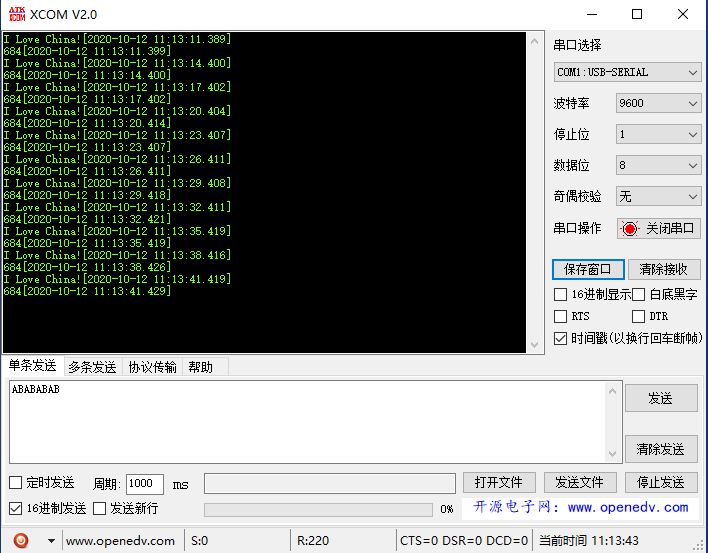 ATK
XCOM XCOM V2.0
I Love China![2020-10-12 11:13:11.389]
684[2020-10-12 11:13:11.399]
I Love China![2020-10-12 11:13:14.400]
684[2020-10-12 11:13:14.400]
I Love China![2020-10-12 11:13:17.402]
684[2020-10-12 11:13:17.402]
I Love China![2020-10-12 11:13:20.404]
684[2020-10-12 11:13:20.414]
I Love China![2020-10-12 11:13:23.407]
684[2020-10-12 11:13:23.407]
I Love China![2020-10-12 11:13:26.411]
684[2020-10-12 11:13:26.411]
I Love China![2020-10-12 11:13:29.408]
684[2020-10-12 11:13:29.418]
I Love China![2020-10-12 11:13:32.411]
684[2020-10-12 11:13:32.421]
I Love China![2020-10-12 11:13:35.419]
684[2020-10-12 11:13:35.419]
I Love China![2020-10-12 11:13:38.416]
684[2020-10-12 11:13:38.426]
I Love China![2020-10-12 11:13:41.419]
684[2020-10-12 11:13:41.429]
串口选择
COM1:USB-SERIAL
波特率 9600
停止位 1
数据位 8
奇偶校验 无
串口操作 关闭串口
保存窗口 清除接收
16进制显示 白底黑字
RTS DTR
时间戳(以换行回车断帧)
单条发送 多条发送 协议传输 帮助
ABABABAB
发送
清除发送
定时发送 周期: 1000 ms 打开文件 发送文件 停止发送
16进制发送 发送新行 0% 开源电子网: www.openedv.com
www.openedv.com S:0 R:220 CTS=0 DSR=0 DCD=0 当前时间 11:13:43